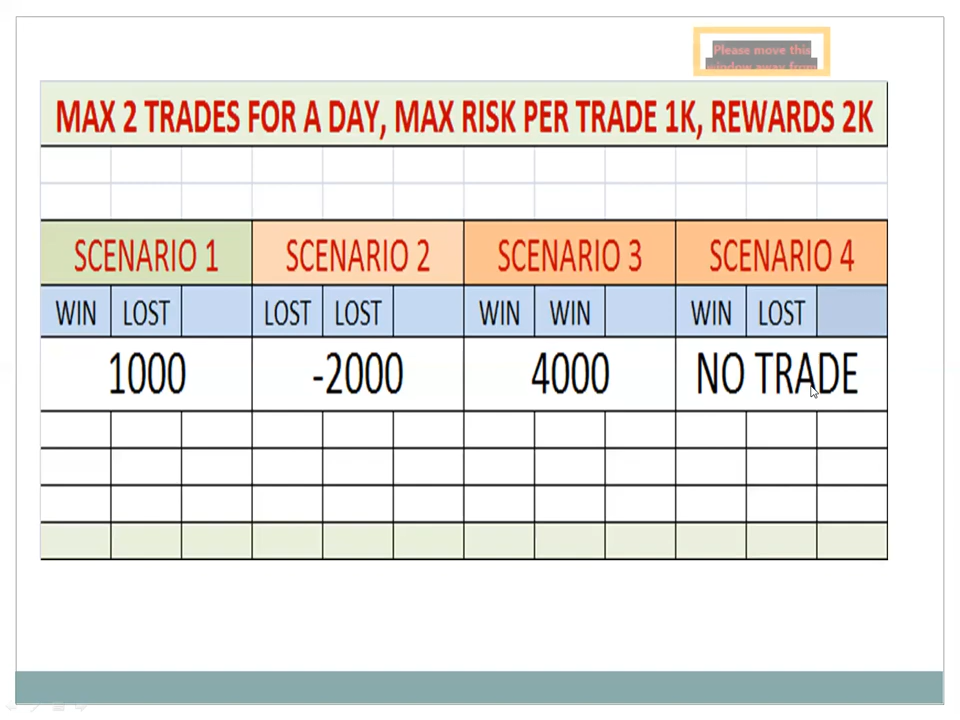 Please move this
window away from
MAX 2 TRADES FOR A DAY, MAX RISK PER TRADE 1K, REWARDS 2K
SCENARIO 1 SCENARIO 2 SCENARIO 3 SCENARIO 4
WIN LOST LOST LOST WIN WIN WIN LOST
1000 -2000 4000 NO TRADE